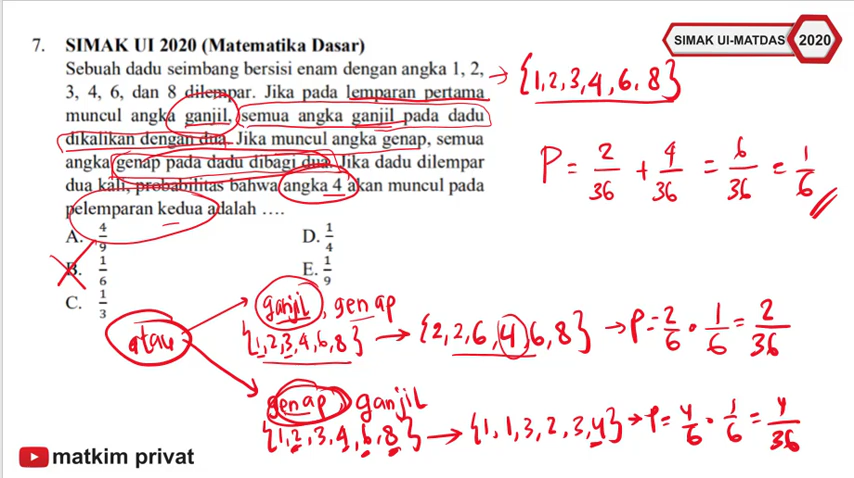 SIMAK UI-MATDAS 2020
7. SIMAK UI 2020 (Matematika Dasar)
Sebuah dadu seimbang bersisi enam dengan angka 1, 2,
3, 4, 6, dan 8 dilempar. Jika pada lemparan pertama
muncul angka ganjil, semua angka ganjil pada dadu
dikalikan dengan dua. Jika muncul angka genap, semua
angka genap pada dadu dibagi dua. Jika dadu dilempar
dua kali, probabilitas bahwa angka 4 akan muncul pada
pelemparan kedua adalah ....
A. 4/9
B. 1/6
C. 1/3
D. 1/4
E. 1/9
→ {1,2,3,4,6,8}
P = 2/36 + 4/36 = 6/36 = 1/6
atau
ganjil, genap
{1,2,3,4,6,8} → {2,2,6,4,6,8} → P = 2/6 · 1/6 = 2/36
genap, ganjil
{1,2,3,4,6,8} → {1,1,3,2,3,4} → P = 4/6 · 1/6 = 4/36
matkim privat